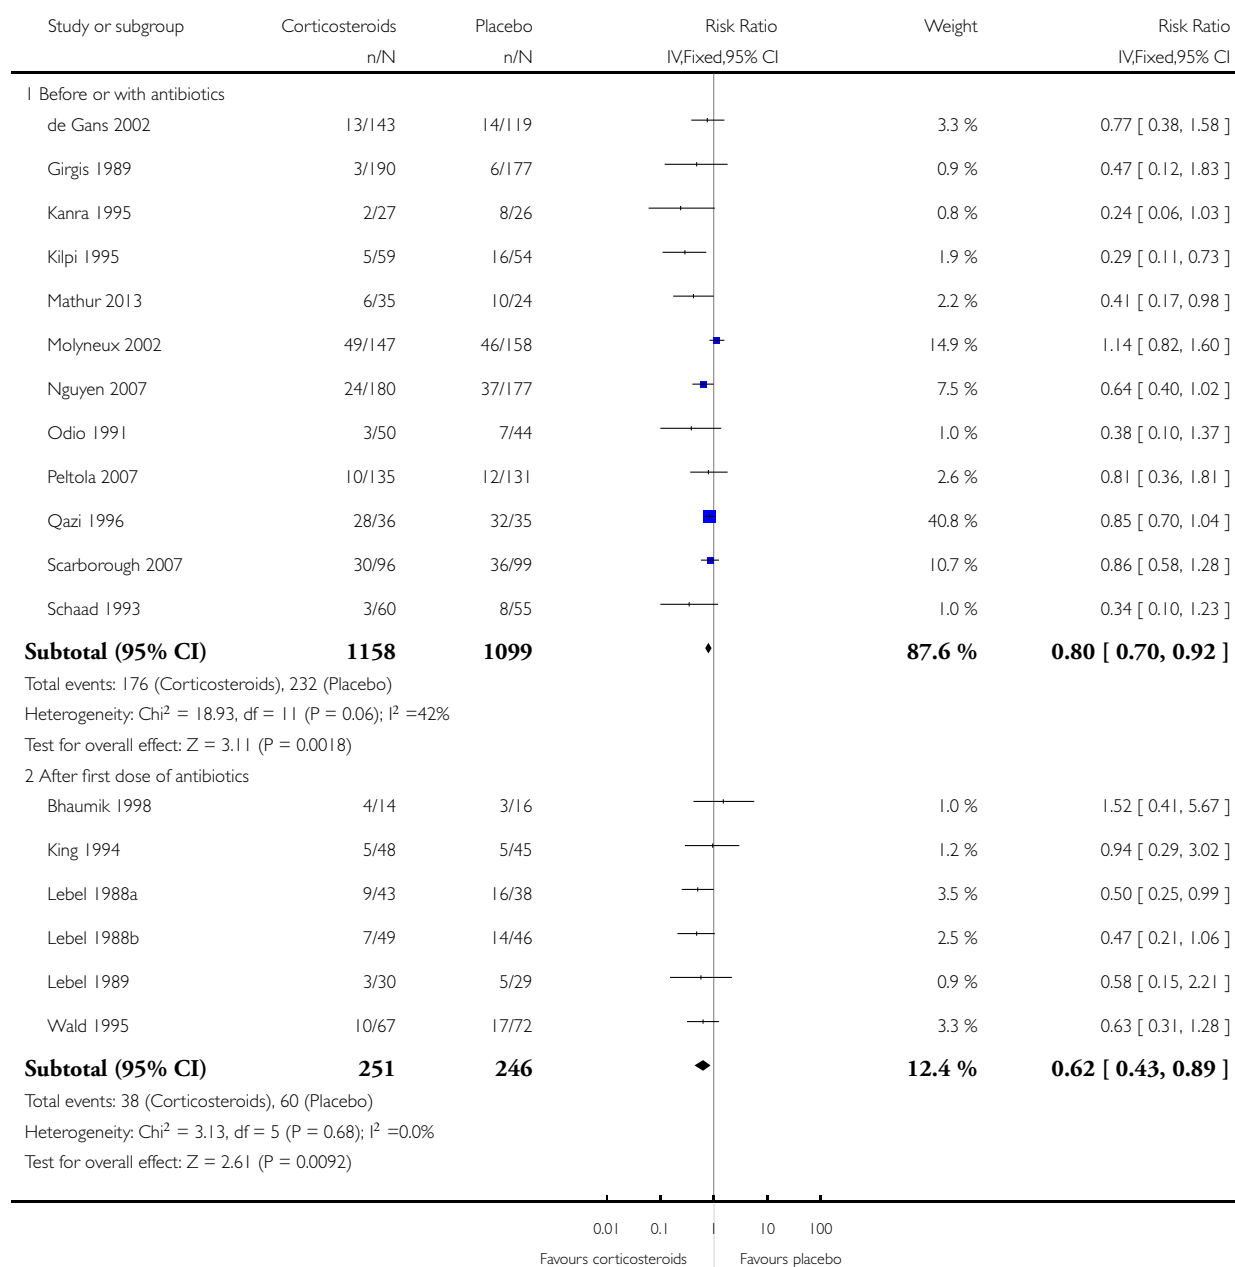 Study or subgroup Corticosteroids Placebo Risk Ratio Weight Risk Ratio
n/N n/N IV,Fixed,95% CI IV,Fixed,95% CI
1 Before or with antibiotics
de Gans 2002 13/143 14/119 3.3 % 0.77 [ 0.38, 1.58 ]
Girgis 1989 3/190 6/177 0.9 % 0.47 [ 0.12, 1.83 ]
Kanra 1995 2/27 8/26 0.8 % 0.24 [ 0.06, 1.03 ]
Kilpi 1995 5/59 16/54 1.9 % 0.29 [ 0.11, 0.73 ]
Mathur 2013 6/35 10/24 2.2 % 0.41 [ 0.17, 0.98 ]
Molyneux 2002 49/147 46/158 14.9 % 1.14 [ 0.82, 1.60 ]
Nguyen 2007 24/180 37/177 7.5 % 0.64 [ 0.40, 1.02 ]
Odio 1991 3/50 7/44 1.0 % 0.38 [ 0.10, 1.37 ]
Peltola 2007 10/135 12/131 2.6 % 0.81 [ 0.36, 1.81 ]
Qazi 1996 28/36 32/35 40.8 % 0.85 [ 0.70, 1.04 ]
Scarborough 2007 30/96 36/99 10.7 % 0.86 [ 0.58, 1.28 ]
Schaad 1993 3/60 8/55 1.0 % 0.34 [ 0.10, 1.23 ]
Subtotal (95% CI) 1158 1099 87.6 % 0.80 [ 0.70, 0.92 ]
Total events: 176 (Corticosteroids), 232 (Placebo)
Heterogeneity: Chi² = 18.93, df = 11 (P = 0.06); I² =42%
Test for overall effect: Z = 3.11 (P = 0.0018)
2 After first dose of antibiotics
Bhaumik 1998 4/14 3/16 1.0 % 1.52 [ 0.41, 5.67 ]
King 1994 5/48 5/45 1.2 % 0.94 [ 0.29, 3.02 ]
Lebel 1988a 9/43 16/38 3.5 % 0.50 [ 0.25, 0.99 ]
Lebel 1988b 7/49 14/46 2.5 % 0.47 [ 0.21, 1.06 ]
Lebel 1989 3/30 5/29 0.9 % 0.58 [ 0.15, 2.21 ]
Wald 1995 10/67 17/72 3.3 % 0.63 [ 0.31, 1.28 ]
Subtotal (95% CI) 251 246 12.4 % 0.62 [ 0.43, 0.89 ]
Total events: 38 (Corticosteroids), 60 (Placebo)
Heterogeneity: Chi² = 3.13, df = 5 (P = 0.68); I² =0.0%
Test for overall effect: Z = 2.61 (P = 0.0092)
0.01 0.1 1 10 100
Favours corticosteroids Favours placebo